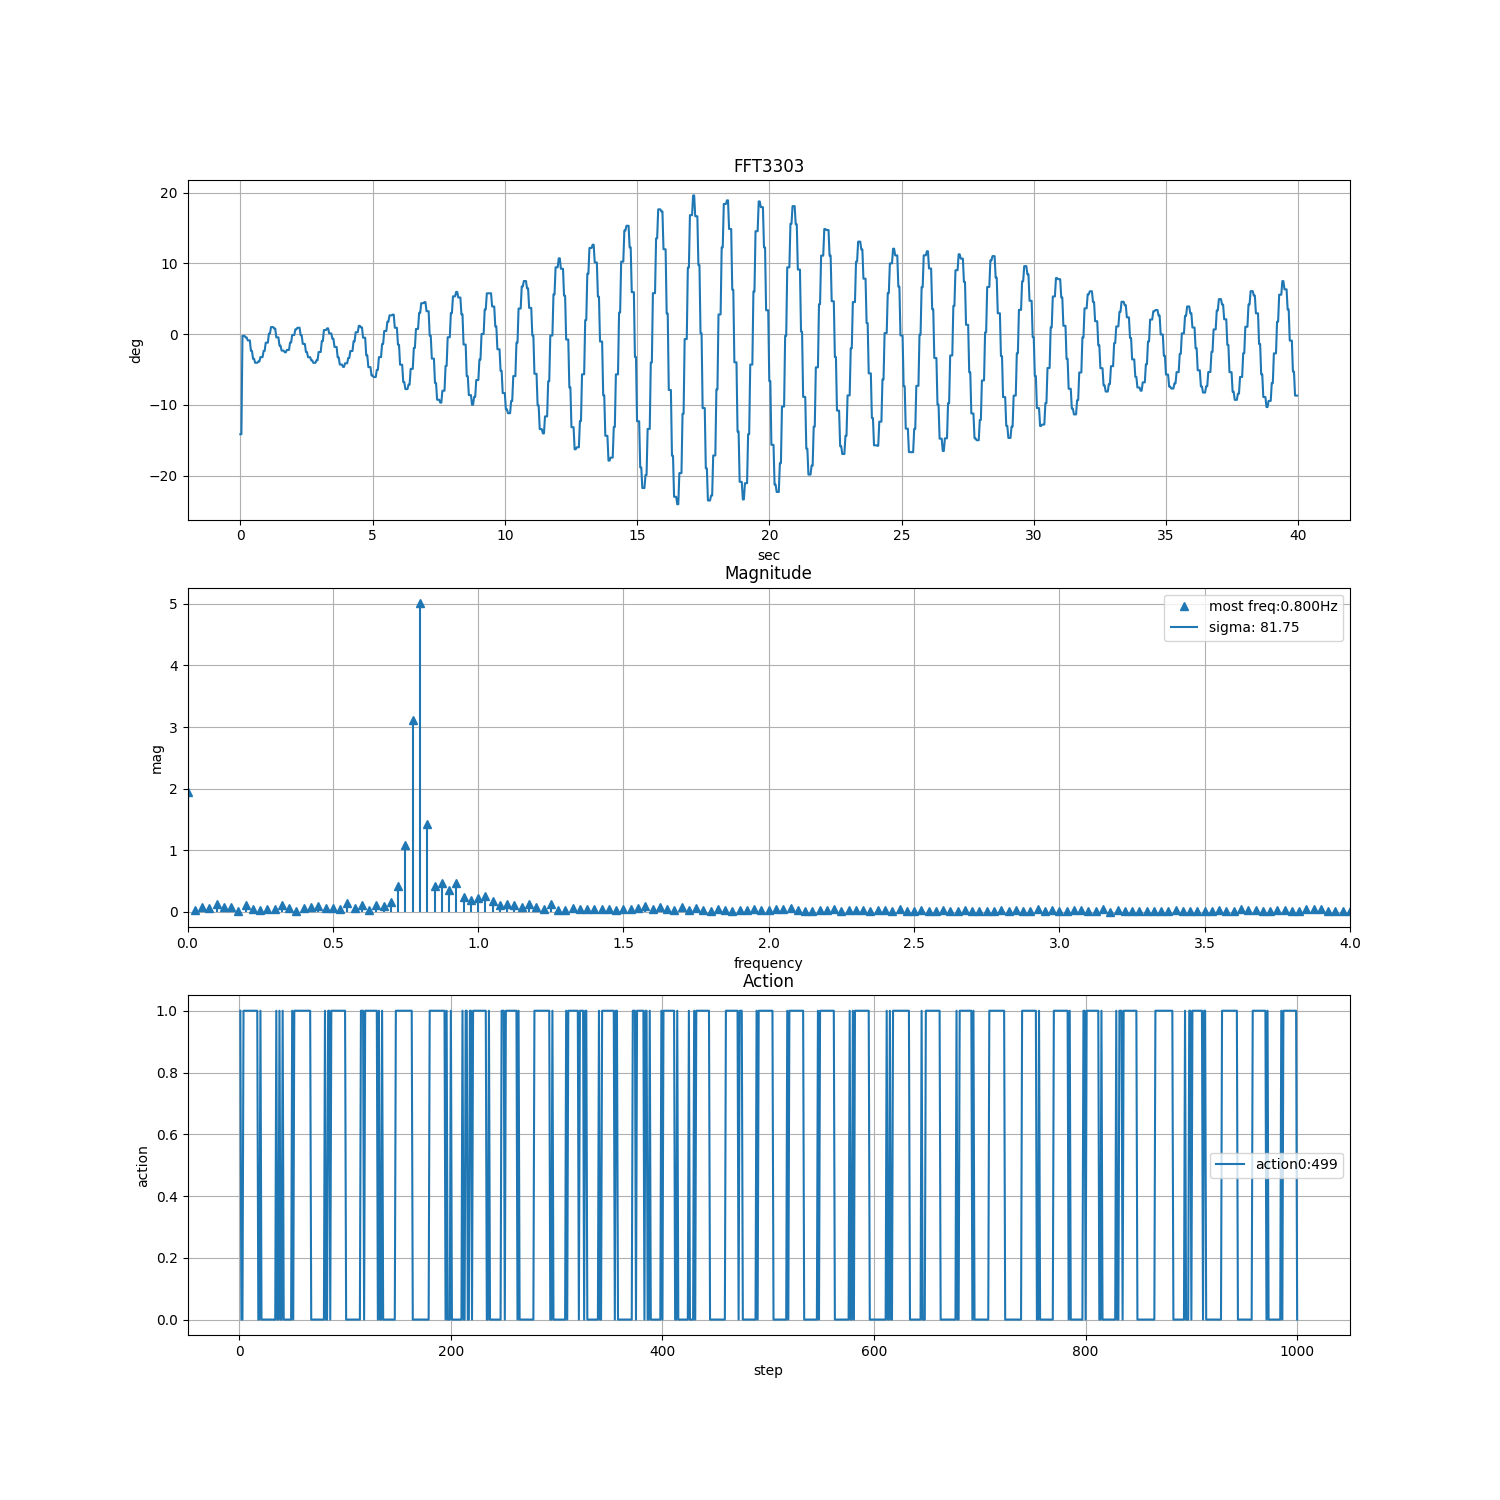 FFT3303
20
10
0
−10
−20
deg
0 5 10 15 20 25 30 35 40
sec
Magnitude
5
4
3
2
1
0
mag
most freq:0.800Hz
sigma: 81.75
0.0 0.5 1.0 1.5 2.0 2.5 3.0 3.5 4.0
frequency
Action
1.0
0.8
0.6
0.4
0.2
0.0
action
action0:499
0 200 400 600 800 1000
step